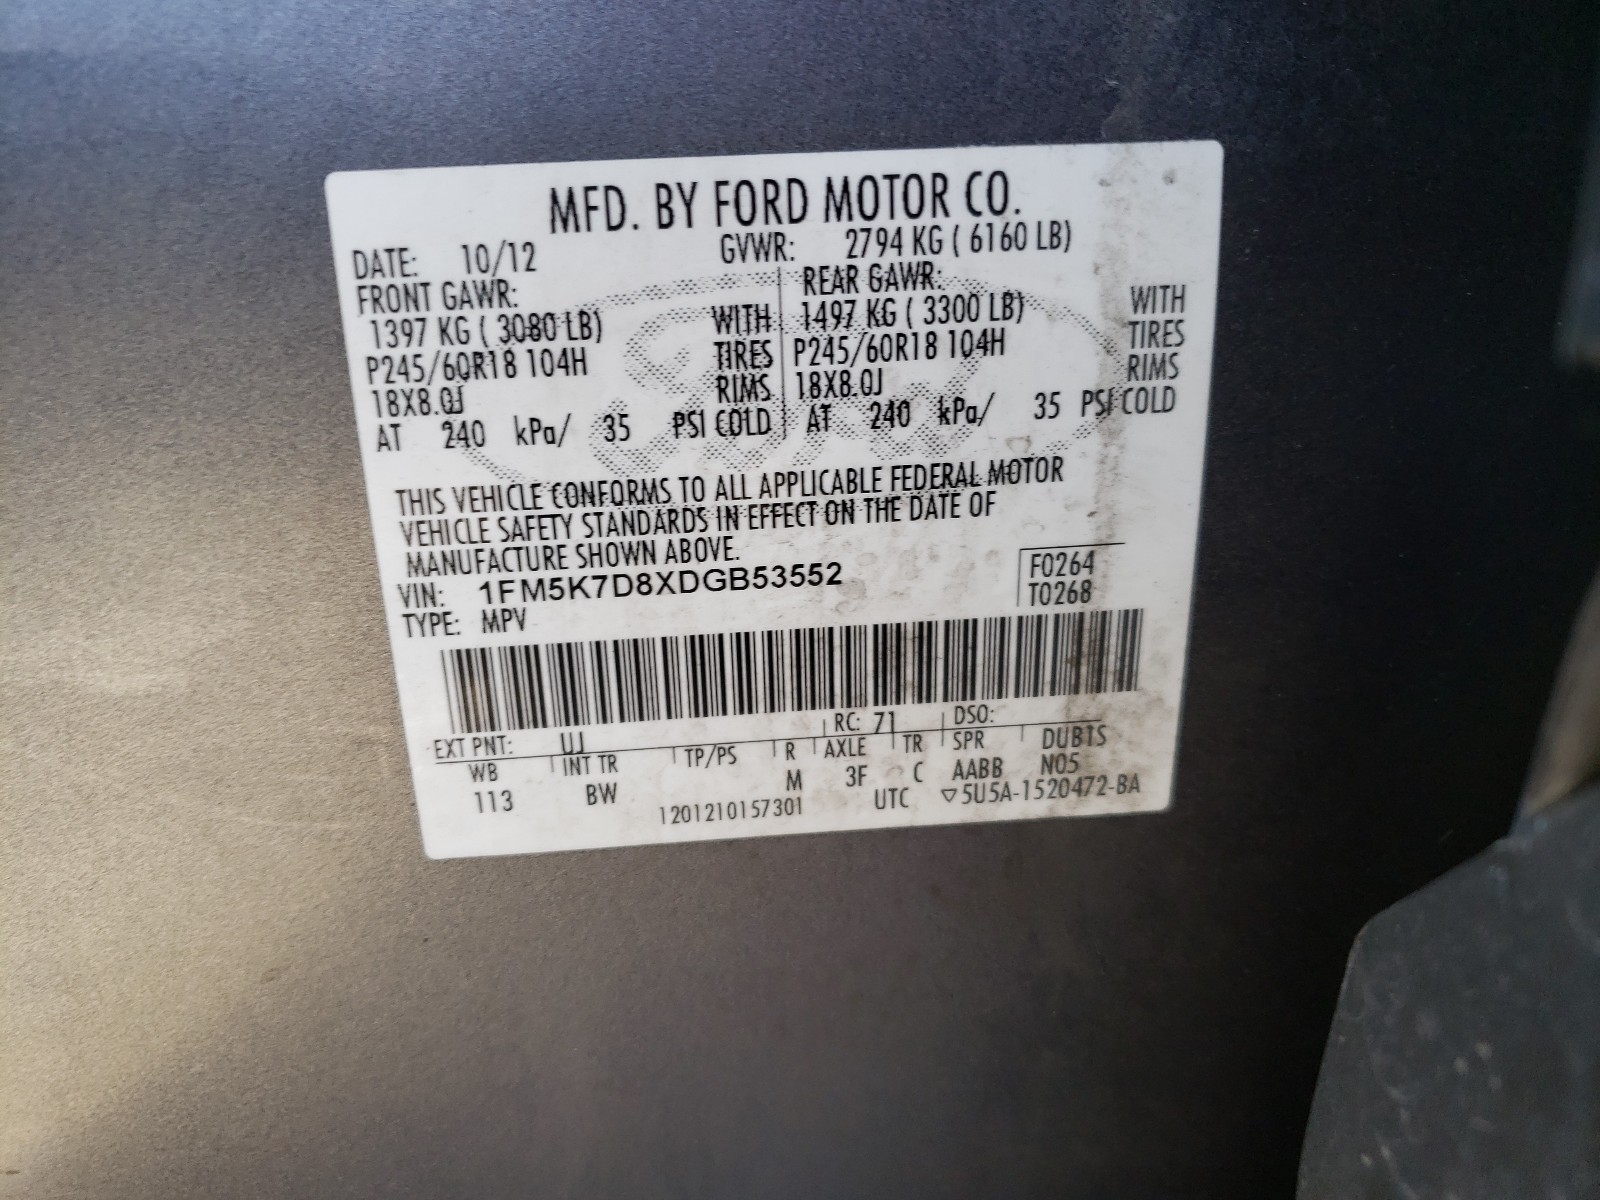 MFD. BY FORD MOTOR CO.
DATE: 10/12 GVWR: 2794 KG ( 6160 LB)
FRONT GAWR: REAR GAWR:
1397 KG ( 3080 LB) WITH 1497 KG ( 3300 LB) WITH
P245/60R18 104H TIRES P245/60R18 104H TIRES
18X8.0J RIMS 18X8.0J RIMS
AT 240 kPa/ 35 PSI COLD AT 240 kPa/ 35 PSI COLD
THIS VEHICLE CONFORMS TO ALL APPLICABLE FEDERAL MOTOR
VEHICLE SAFETY STANDARDS IN EFFECT ON THE DATE OF
MANUFACTURE SHOWN ABOVE.
VIN: 1FM5K7D8XDGB53552 F0264
TYPE: MPV T0268
EXT PNT: UJ RC: 71 DSO:
WB INT TR TP/PS R AXLE TR SPR DUBTS
113 BW M 3F C AABB N05
1201210157301 UTC ▽5U5A-1520472-BA